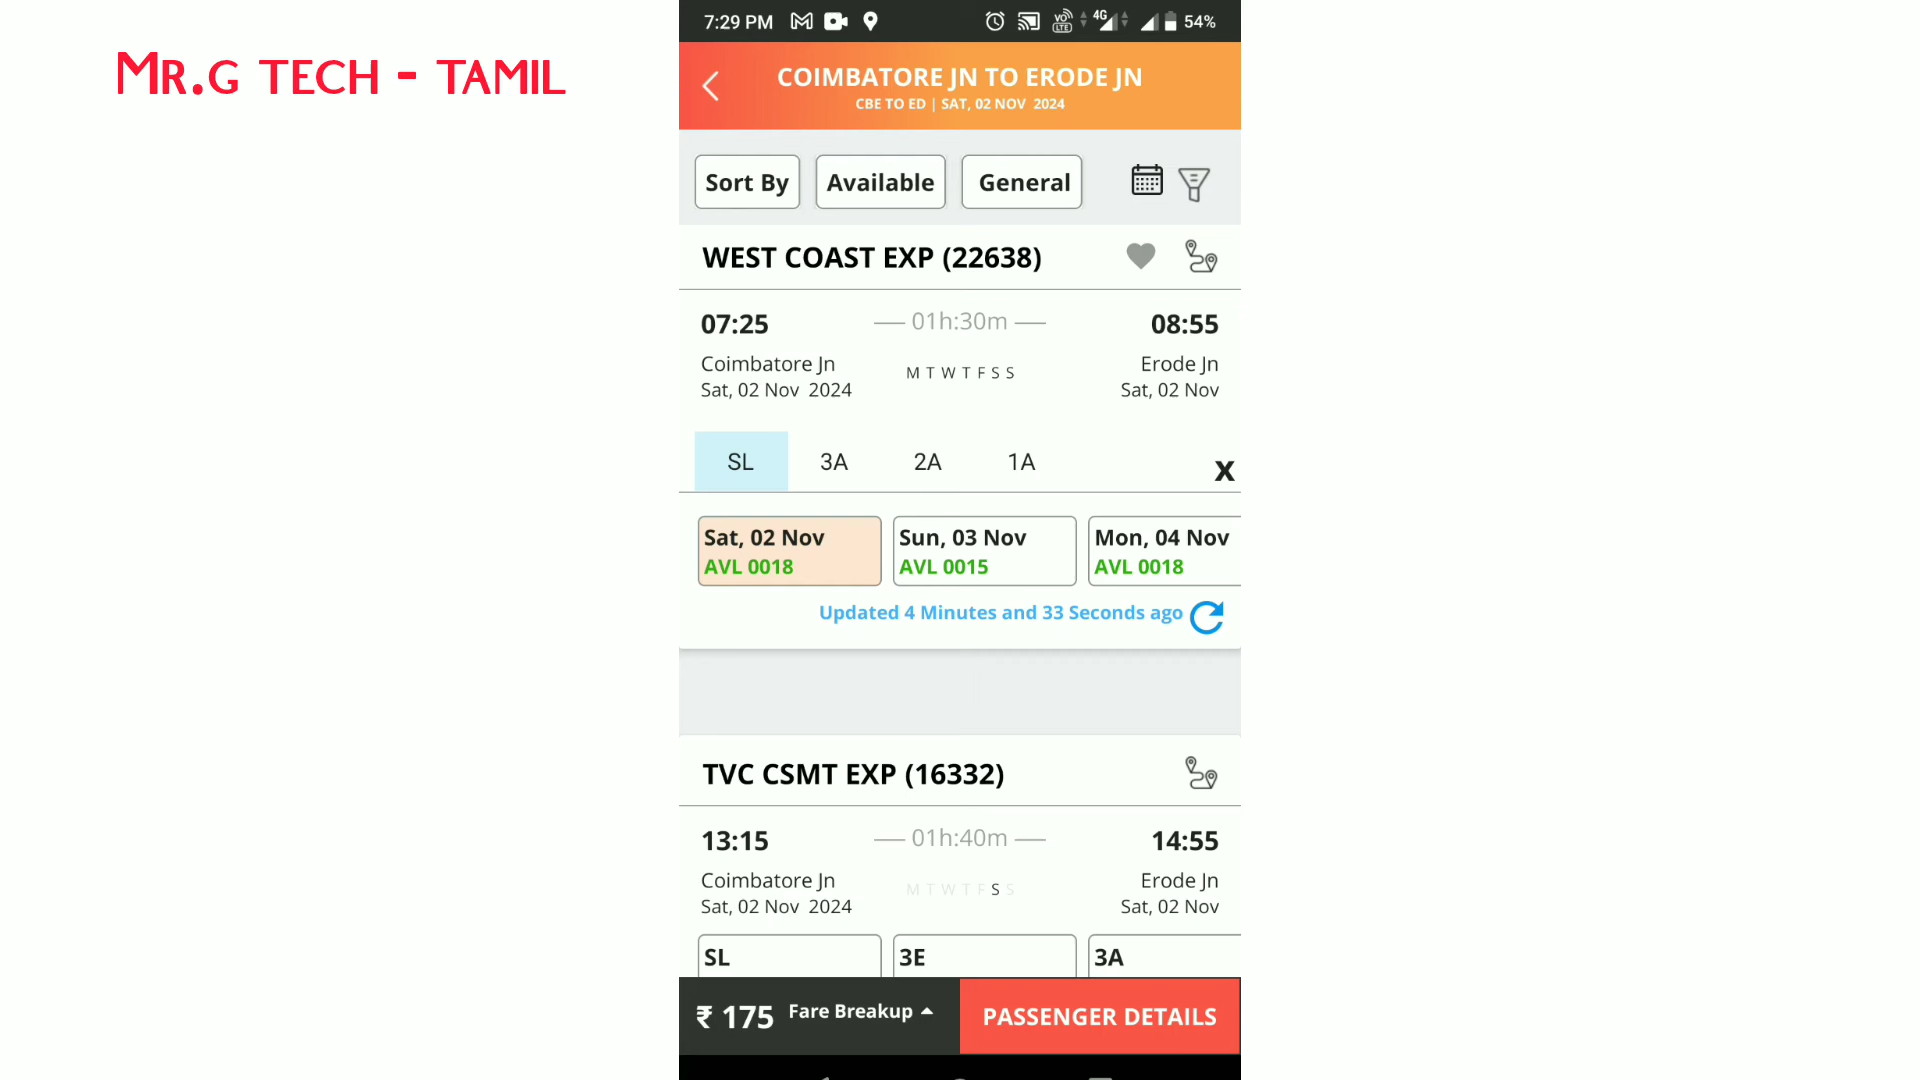 MR.G TECH - TAMIL
7:29 PM
VO LTE 4G 54%
COIMBATORE JN TO ERODE JN
CBE TO ED | SAT, 02 NOV 2024
Sort By Available General
WEST COAST EXP (22638)
07:25 01h:30m 08:55
Coimbatore Jn M T W T F S S Erode Jn
Sat, 02 Nov 2024 Sat, 02 Nov
SL 3A 2A 1A X
Sat, 02 Nov Sun, 03 Nov Mon, 04 Nov
AVL 0018 AVL 0015 AVL 0018
Updated 4 Minutes and 33 Seconds ago
TVC CSMT EXP (16332)
13:15 01h:40m 14:55
Coimbatore Jn M T W T F S S Erode Jn
Sat, 02 Nov 2024 Sat, 02 Nov
SL 3E 3A
₹ 175 Fare Breakup PASSENGER DETAILS